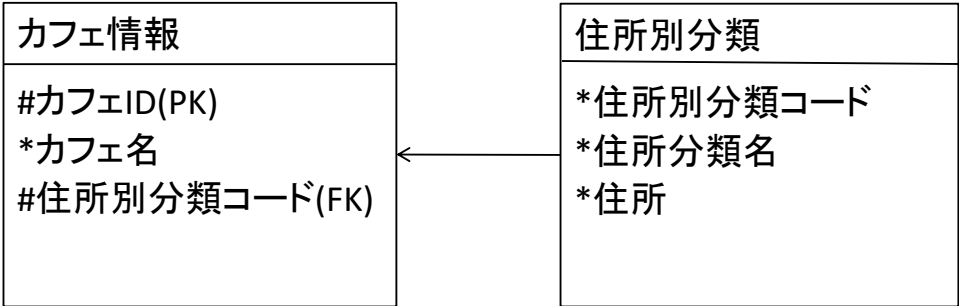 カフェ情報
#カフェID(PK)
*カフェ名
#住所別分類コード(FK)
住所別分類
*住所別分類コード
*住所分類名
*住所